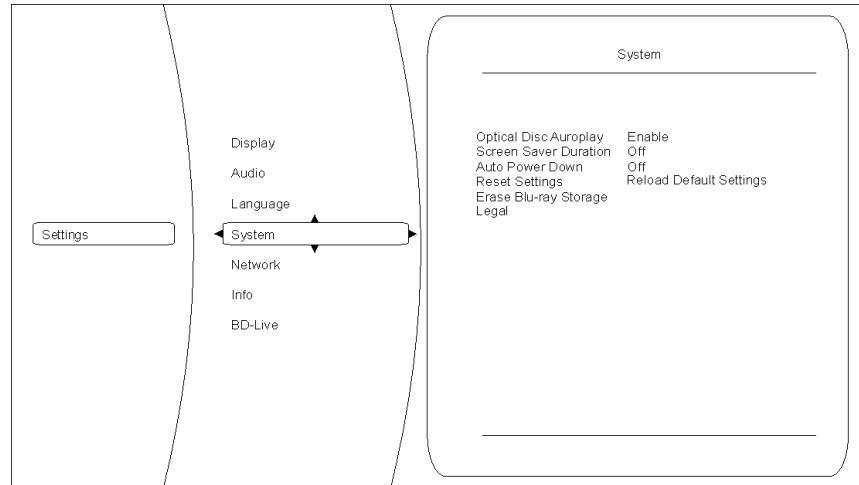 Settings
Display
Audio
Language
System
Network
Info
BD-Live
System
Optical Disc Auroplay Enable
Screen Saver Duration Off
Auto Power Down Off
Reset Settings Reload Default Settings
Erase Blu-ray Storage
Legal